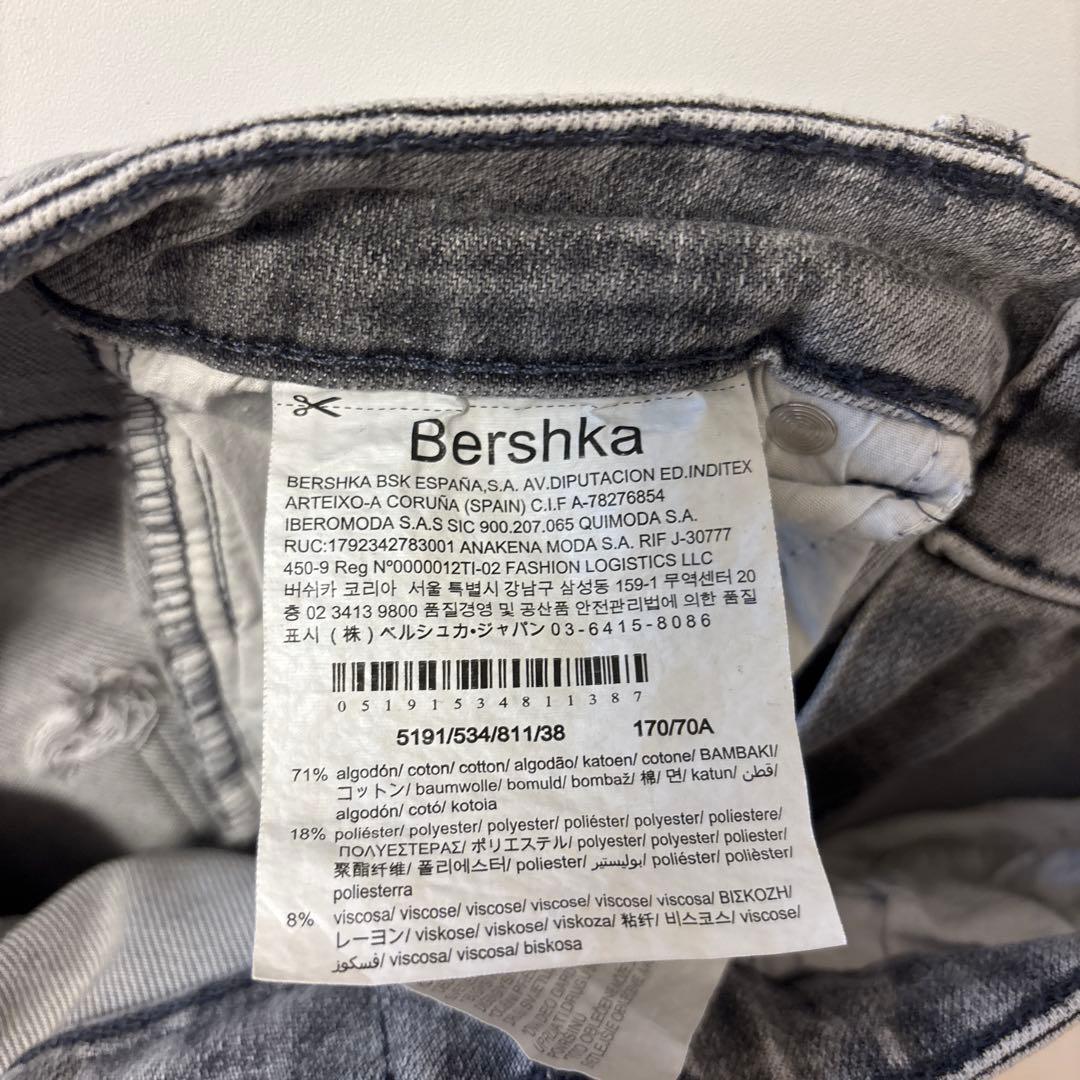 Bershka
BERSHKA BSK ESPAÑA,S.A. AV.DIPUTACION ED.INDITEX
ARTEIXO-A CORUÑA (SPAIN) C.I.F A-78276854
IBEROMODA S.A.S SIC 900.207.065 QUIMODA S.A.
RUC:1792342783001 ANAKENA MODA S.A. RIF J-30777
450-9 Reg Nº0000012TI-02 FASHION LOGISTICS LLC
버쉬카 코리아 서울 특별시 강남구 삼성동 159-1 무역센터 20
층 02 3413 9800 품질경영 및 공산품 안전관리법에 의한 품질
표시 (株)ベルシュカ・ジャパン 03-6415-8086
05191534811387
5191/534/811/38 170/70A
71% algodón/ coton/ cotton/ algodão/ katoen/ cotone/ BAMBAKI/
コットン/ baumwolle/ bomuld/ bombaž/ 棉/ 면/ katun/ قطن/
algodón/ cotó/ kotoia
18% poliéster/ polyester/ polyester/ poliéster/ polyester/ poliestere/
ΠΟΛΥΕΣΤΕΡΑΣ/ ポリエステル/ polyester/ polyester/ poliester/
聚酯纤维/ 폴리에스터/ poliester/ بوليستير/ poliéster/ polièster/
poliesterra
8% viscosa/ viscose/ viscose/ viscose/ viscose/ viscosa/ ΒΙΣΚΟΖΗ/
レーヨン/ viskose/ viskose/ viskoza/ 粘纤/ 비스코스/ viscose/
فسكوز/ viscosa/ viscosa/ biskosa